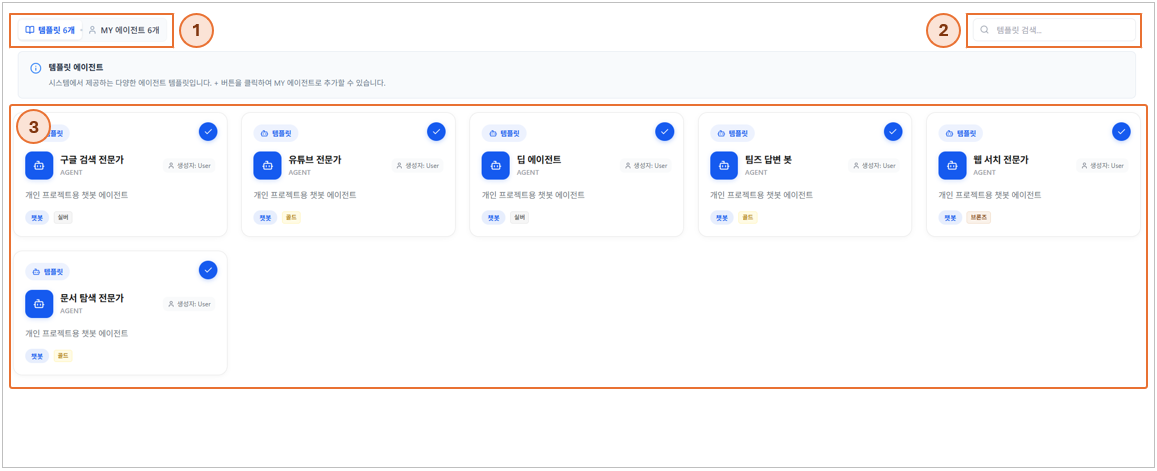 템플릿 6개 · MY 에이전트 6개
1
2
템플릿 검색...
템플릿 에이전트
시스템에서 제공하는 다양한 에이전트 템플릿입니다. + 버튼을 클릭하여 MY 에이전트로 추가할 수 있습니다.
3
플릿
구글 검색 전문가
AGENT
생성자: User
개인 프로젝트용 챗봇 에이전트
챗봇 실버
템플릿
유튜브 전문가
AGENT
생성자: User
개인 프로젝트용 챗봇 에이전트
챗봇 골드
템플릿
딥 에이전트
AGENT
생성자: User
개인 프로젝트용 챗봇 에이전트
챗봇 실버
템플릿
팀즈 답변 봇
AGENT
생성자: User
개인 프로젝트용 챗봇 에이전트
챗봇 골드
템플릿
웹 서치 전문가
AGENT
생성자: User
개인 프로젝트용 챗봇 에이전트
챗봇 브론즈
템플릿
문서 탐색 전문가
AGENT
생성자: User
개인 프로젝트용 챗봇 에이전트
챗봇 골드